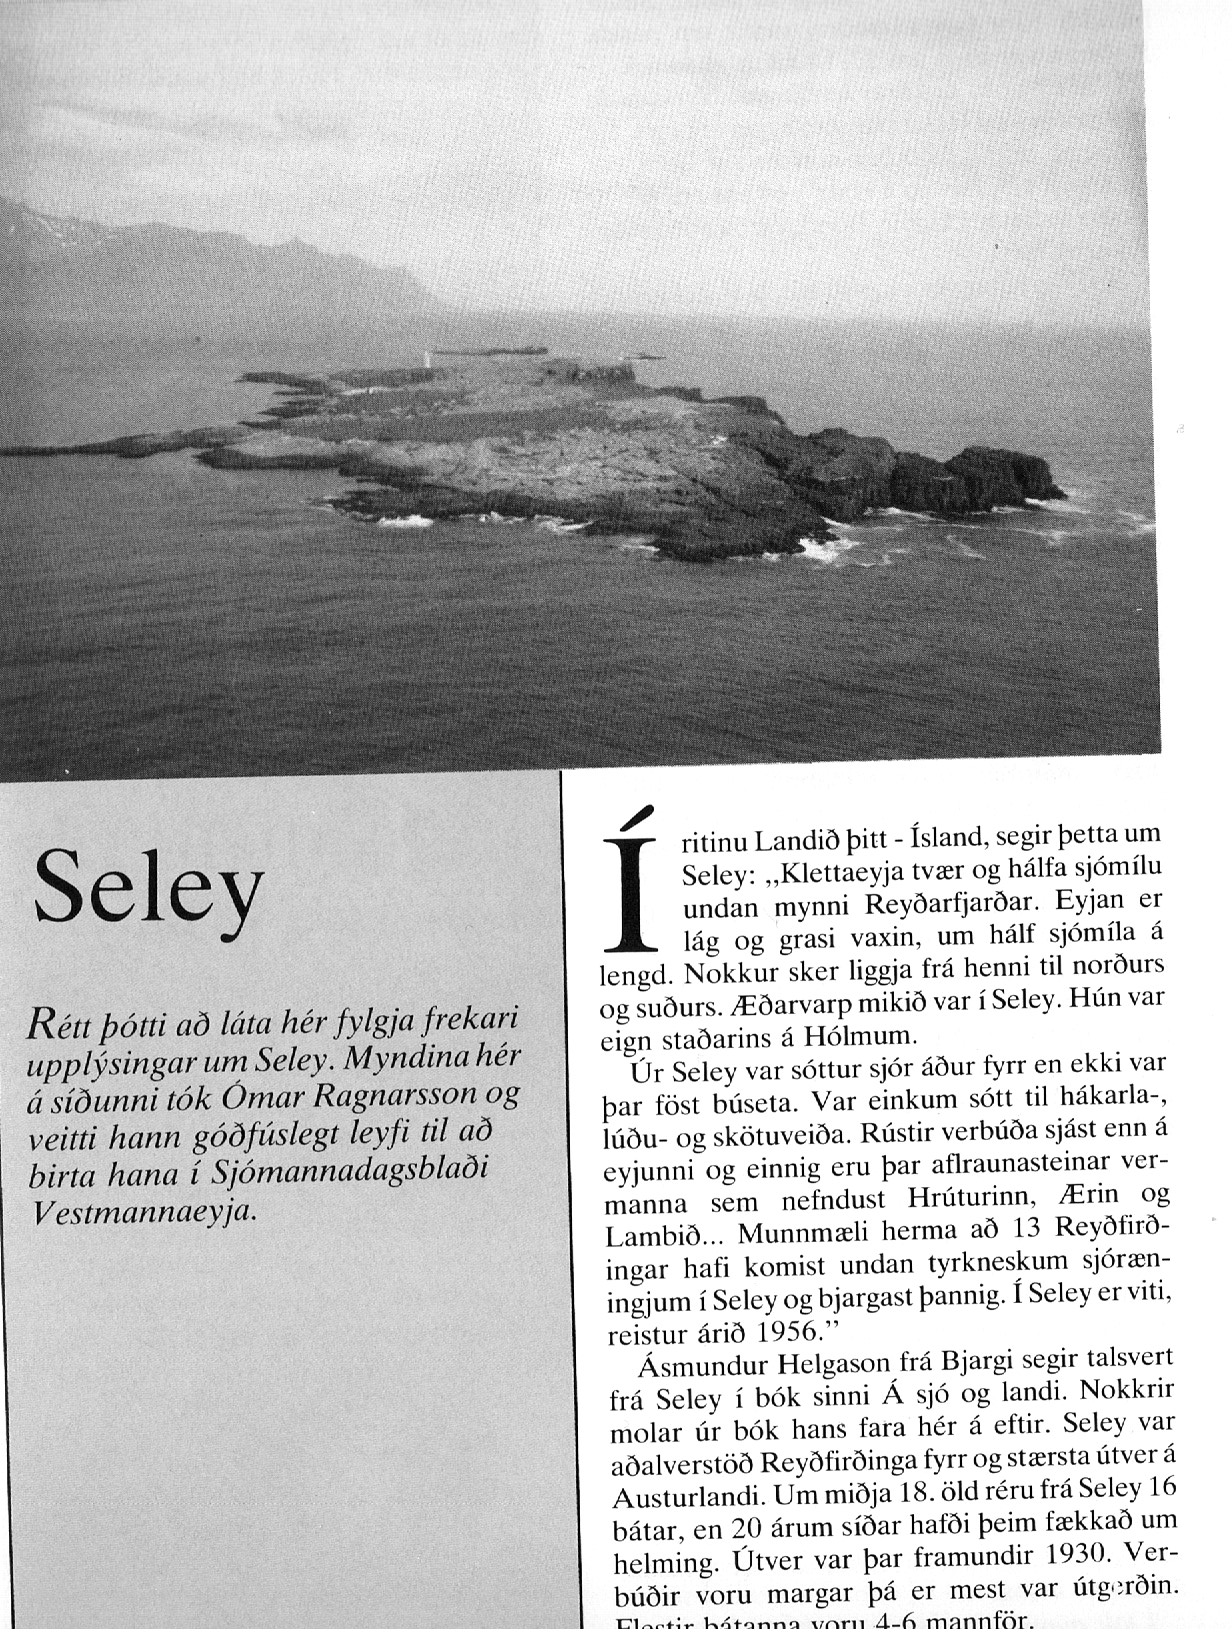 Seley
Rétt þótti að láta hér fylgja frekari
upplýsingar um Seley. Myndina hér
á síðunni tók Ómar Ragnarsson og
veitti hann góðfúslegt leyfi til að
birta hana í Sjómannadagsblaði
Vestmannaeyja.
Í ritinu Landið þitt - Ísland, segir þetta um
Seley: „Klettaeyja tvær og hálfa sjómílu
undan mynni Reyðarfjarðar. Eyjan er
lág og grasi vaxin, um hálf sjómíla á
lengd. Nokkur sker liggja frá henni til norðurs
og suðurs. Æðarvarp mikið var í Seley. Hún var
eign staðarins á Hólmum.
Úr Seley var sóttur sjór áður fyrr en ekki var
þar föst búseta. Var einkum sótt til hákarla-,
lúðu- og skötuveiða. Rústir verbúða sjást enn á
eyjunni og einnig eru þar aflraunasteinar ver-
manna sem nefndust Hrúturinn, Ærin og
Lambið... Munnmæli herma að 13 Reyðfirð-
ingar hafi komist undan tyrkneskum sjóræn-
ingjum í Seley og bjargast þannig. Í Seley er viti,
reistur árið 1956.”
Ásmundur Helgason frá Bjargi segir talsvert
frá Seley í bók sinni Á sjó og landi. Nokkrir
molar úr bók hans fara hér á eftir. Seley var
aðalverstöð Reyðfirðinga fyrr og stærsta útver á
Austurlandi. Um miðja 18. öld réru frá Seley 16
bátar, en 20 árum síðar hafði þeim fækkað um
helming. Útver var þar framundir 1930. Ver-
búðir voru margar þá er mest var útgerðin.
Flestir bátanna voru 4-6 mannför.